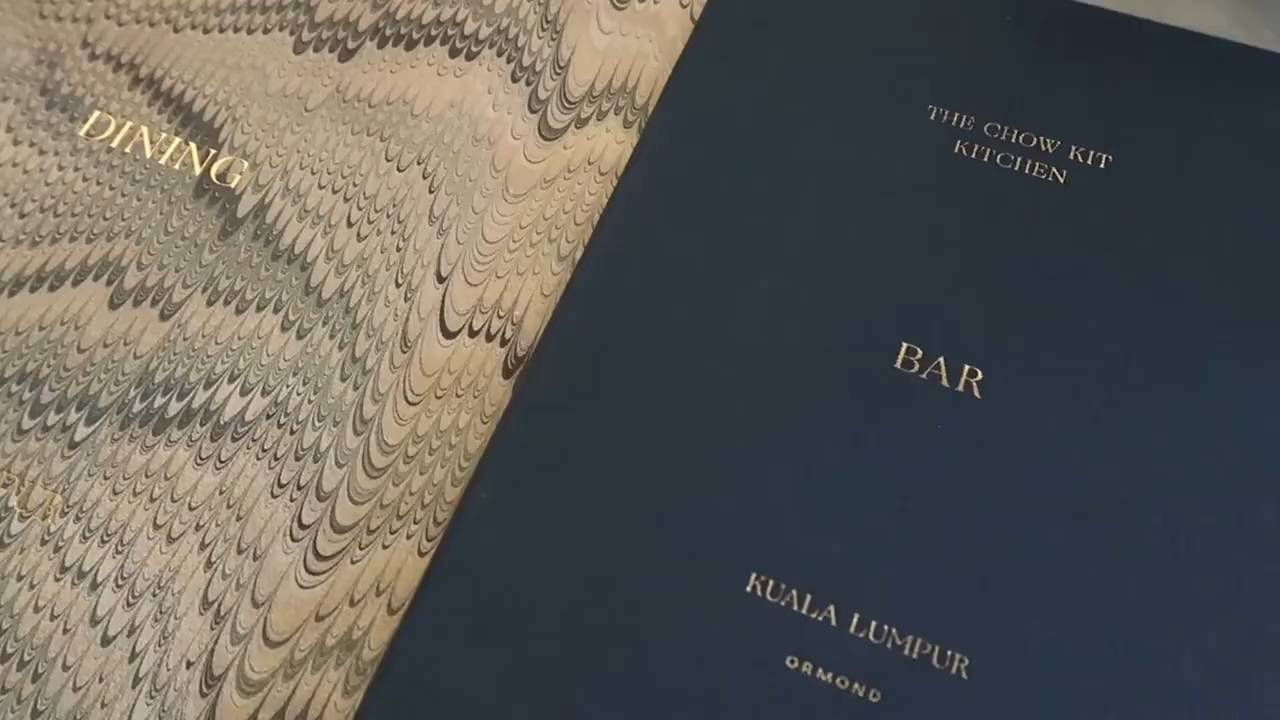 DINING
THE CHOW KIT
KITCHEN
BAR
KUALA LUMPUR
ORMOND